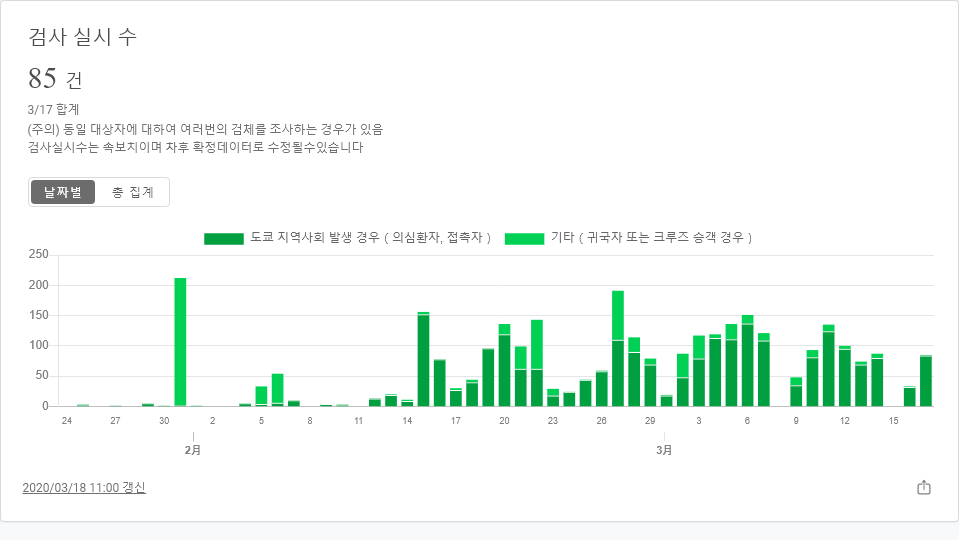 검사 실시 수
85 건
3/17 합계
(주의) 동일 대상자에 대하여 여러번의 검체를 조사하는 경우가 있음
검사실시수는 속보치이며 차후 확정데이터로 수정될수있습니다
날짜별 총 집계
도쿄 지역사회 발생 경우 ( 의심환자, 접촉자 ) 기타 ( 귀국자 또는 크루즈 승객 경우 )
250
200
150
100
50
0
24 27 30 2 5 8 11 14 17 20 23 26 29 3 6 9 12 15
2月 3月
2020/03/18 11:00 갱신